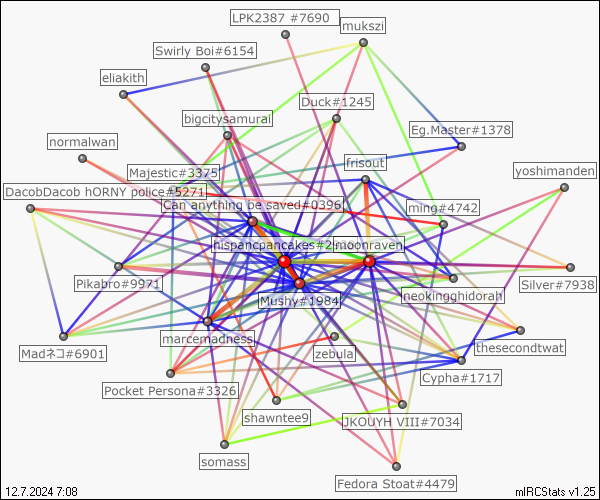 LPK2387 #7690
mukszi
Swirly Boi#6154
eliakith
Duck#1245
bigcitysamurai
Eg.Master#1378
normalwan
frisout
Majestic#3375
yoshimanden
DacobDacob hORNY police#5271
Can anything be saved#0396
ming#4742
hispancpancakes#2
moonraven
Pikabro#9971
Silver#7938
neokingghidorah
Mushy#1984
marcemadness
thesecondtwat
Madネコ#6901
zebula
Cypha#1717
Pocket Persona#3326
shawntee9
JKOUYH VIII#7034
somass
Fedora Stoat#4479
12.7.2024 7:08
mIRCStats v1.25